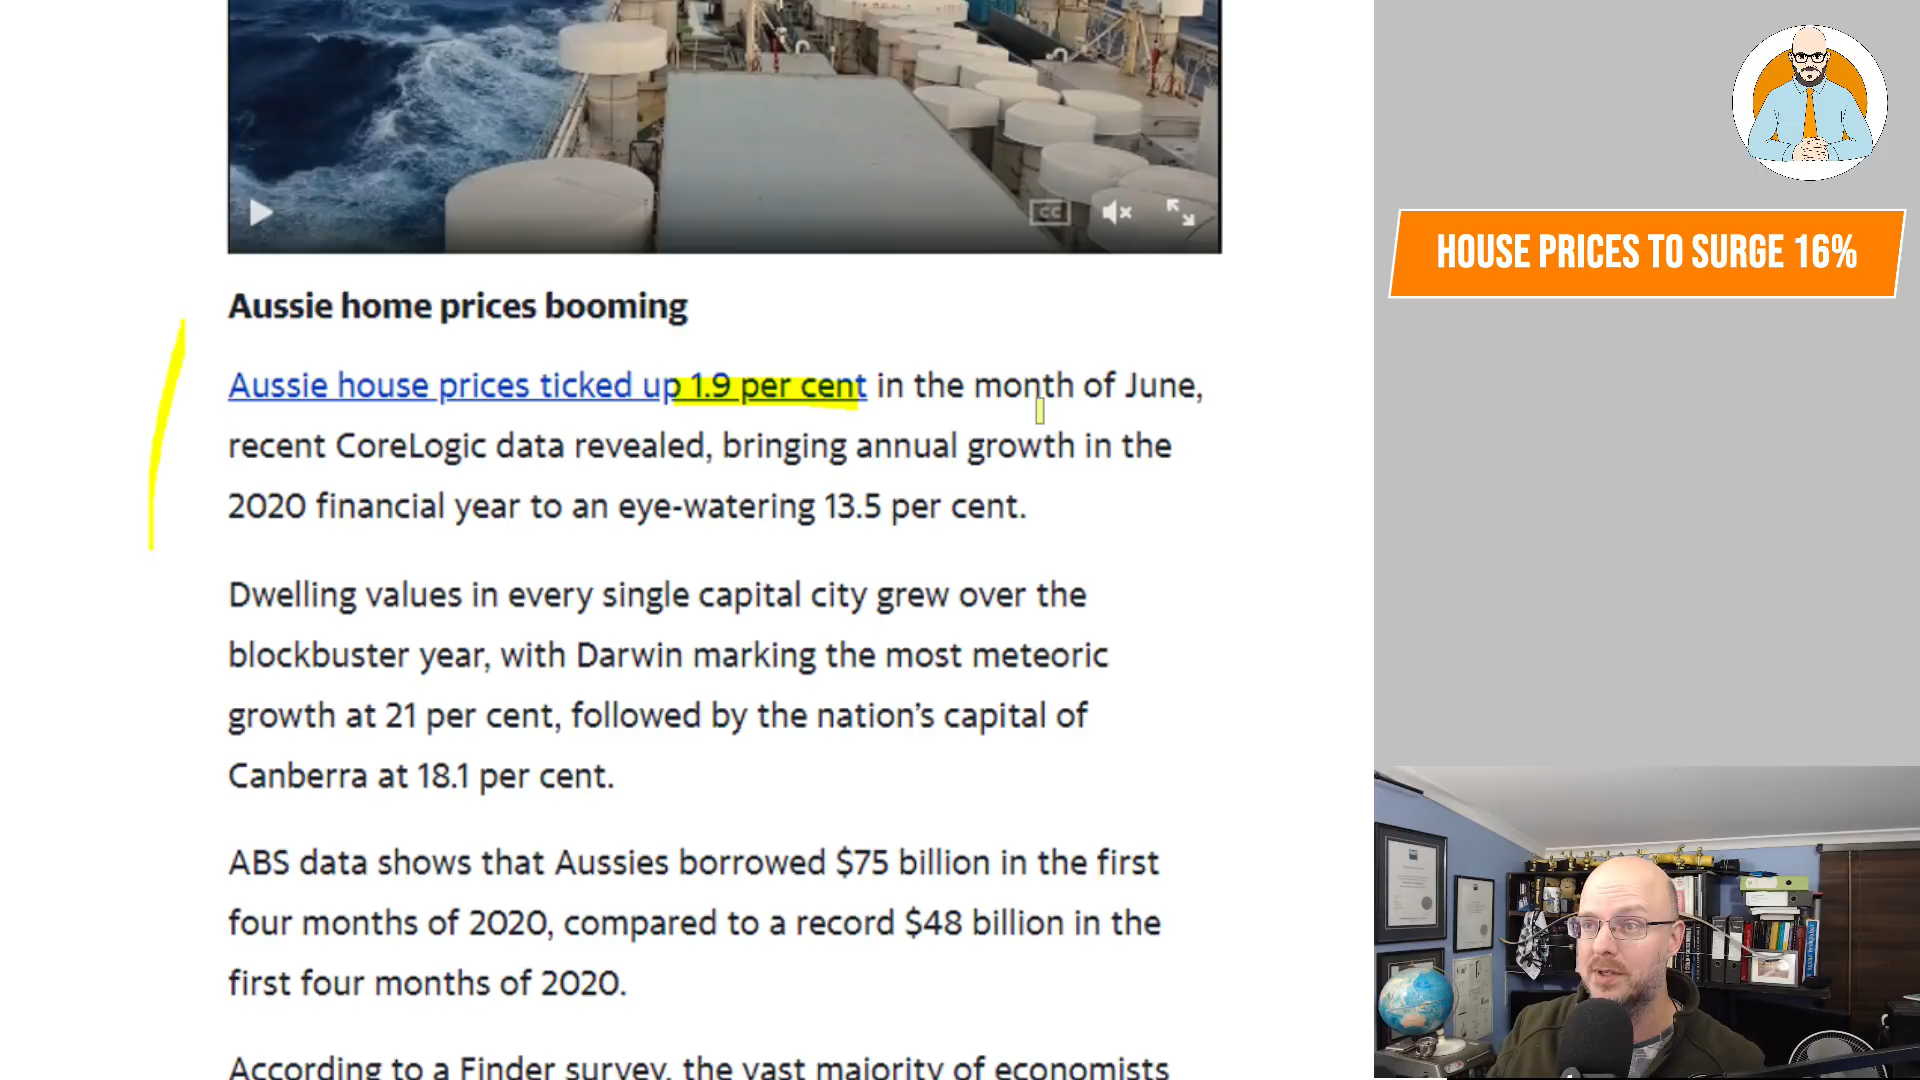 CC
HOUSE PRICES TO SURGE 16%
Aussie home prices booming
Aussie house prices ticked up 1.9 per cent in the month of June,
recent CoreLogic data revealed, bringing annual growth in the
2020 financial year to an eye-watering 13.5 per cent.
Dwelling values in every single capital city grew over the
blockbuster year, with Darwin marking the most meteoric
growth at 21 per cent, followed by the nation's capital of
Canberra at 18.1 per cent.
ABS data shows that Aussies borrowed $75 billion in the first
four months of 2020, compared to a record $48 billion in the
first four months of 2020.
According to a Finder survey, the vast majority of economists